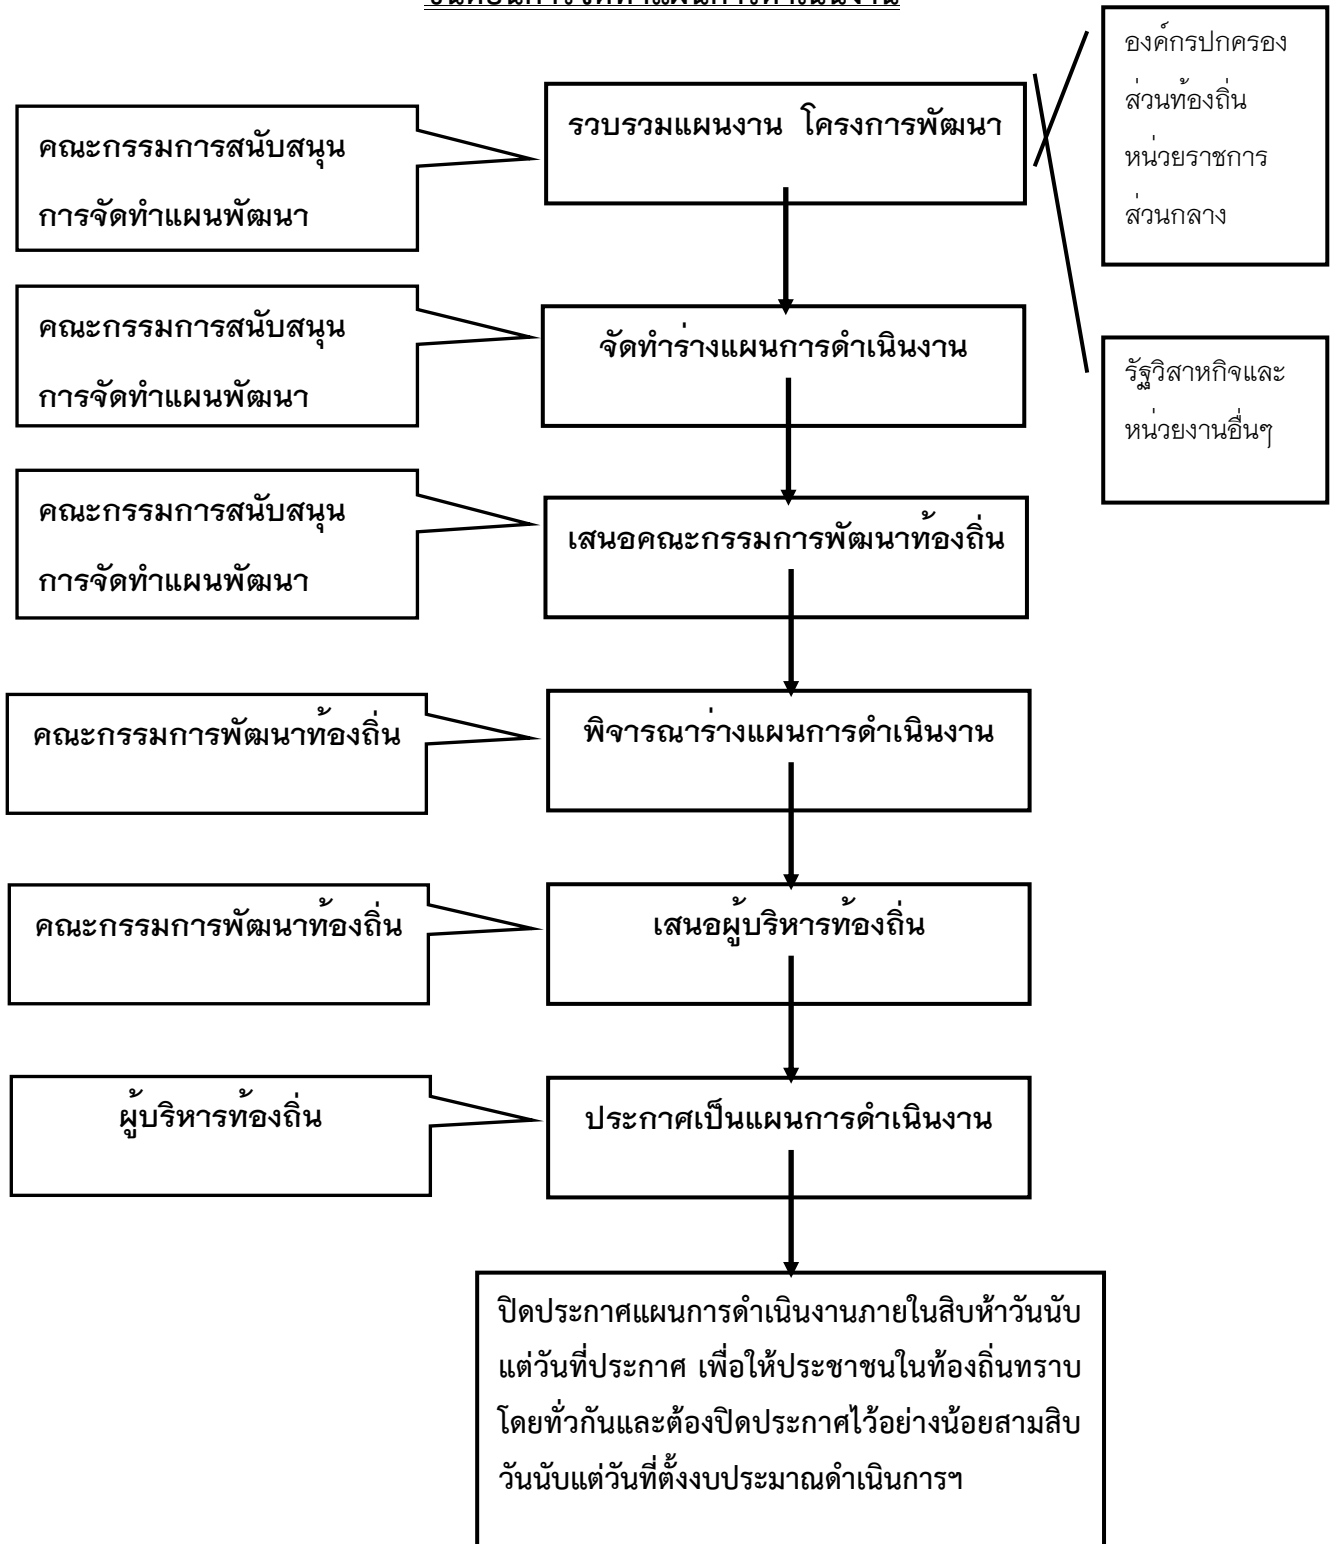 องค์กรปกครอง
ส่วนท้องถิ่น
หน่วยราชการ
ส่วนกลาง
รวบรวมแผนงาน โครงการพัฒนา
คณะกรรมการสนับสนุน
การจัดทำแผนพัฒนา
คณะกรรมการสนับสนุน
การจัดทำแผนพัฒนา
จัดทำร่างแผนการดำเนินงาน
รัฐวิสาหกิจและ
หน่วยงานอื่นๆ
คณะกรรมการสนับสนุน
การจัดทำแผนพัฒนา
เสนอคณะกรรมการพัฒนาท้องถิ่น
คณะกรรมการพัฒนาท้องถิ่น
พิจารณาร่างแผนการดำเนินงาน
คณะกรรมการพัฒนาท้องถิ่น
เสนอผู้บริหารท้องถิ่น
ผู้บริหารท้องถิ่น
ประกาศเป็นแผนการดำเนินงาน
ปิดประกาศแผนการดำเนินงานภายในสิบห้าวันนับ
แต่วันที่ประกาศ เพื่อให้ประชาชนในท้องถิ่นทราบ
โดยทั่วกันและต้องปิดประกาศไว้อย่างน้อยสามสิบ
วันนับแต่วันที่ตั้งงบประมาณดำเนินการฯ